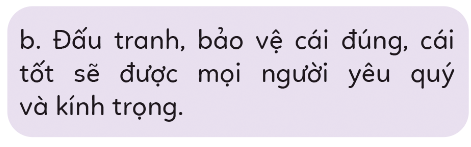 b. Đấu tranh, bảo vệ cái đúng, cái
tốt sẽ được mọi người yêu quý
và kính trọng.